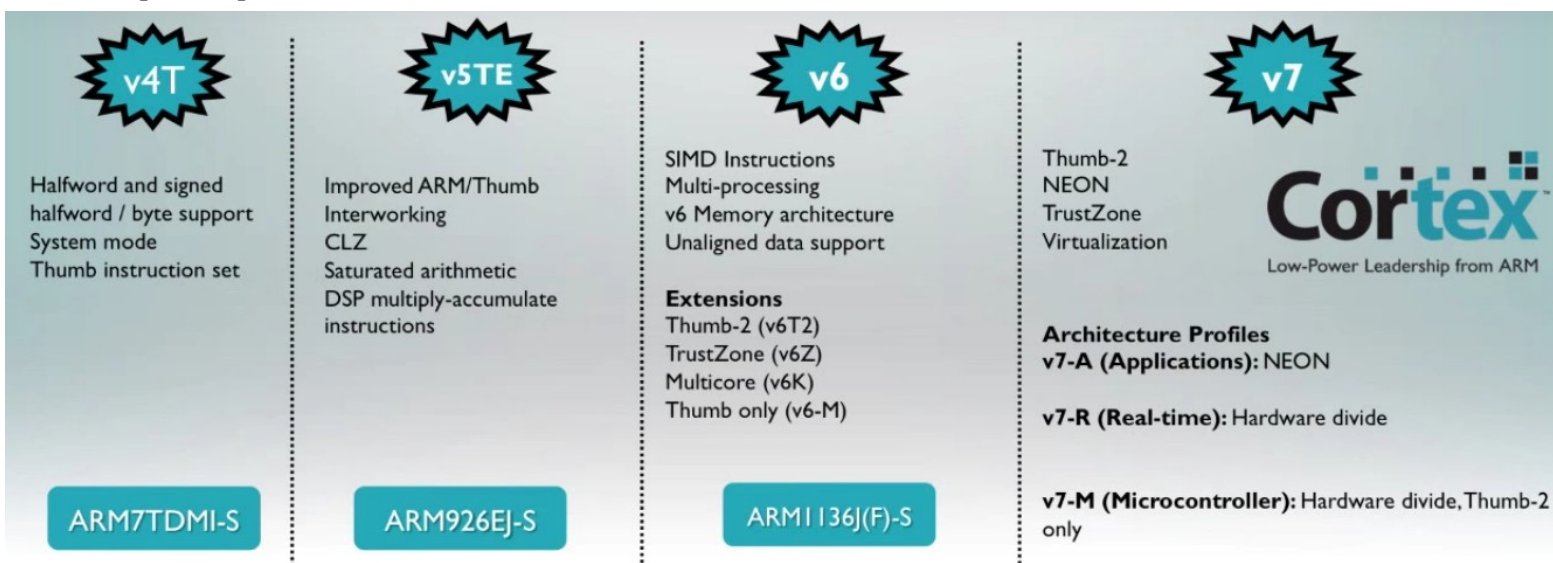 v4T
Halfword and signed
halfword / byte support
System mode
Thumb instruction set
ARM7TDMI-S
v5TE
Improved ARM/Thumb
Interworking
CLZ
Saturated arithmetic
DSP multiply-accumulate
instructions
ARM926EJ-S
v6
SIMD Instructions
Multi-processing
v6 Memory architecture
Unaligned data support
Extensions
Thumb-2 (v6T2)
TrustZone (v6Z)
Multicore (v6K)
Thumb only (v6-M)
ARM1136J(F)-S
v7
Thumb-2
NEON
TrustZone
Virtualization
Cortex™
Low-Power Leadership from ARM
Architecture Profiles
v7-A (Applications): NEON
v7-R (Real-time): Hardware divide
v7-M (Microcontroller): Hardware divide, Thumb-2
only